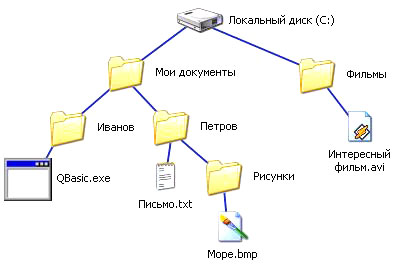 Локальный диск (C:)
Мои документы
Фильмы
Иванов
Петров
Интересный
фильм.avi
QBasic.exe
Письмо.txt
Рисунки
Море.bmp